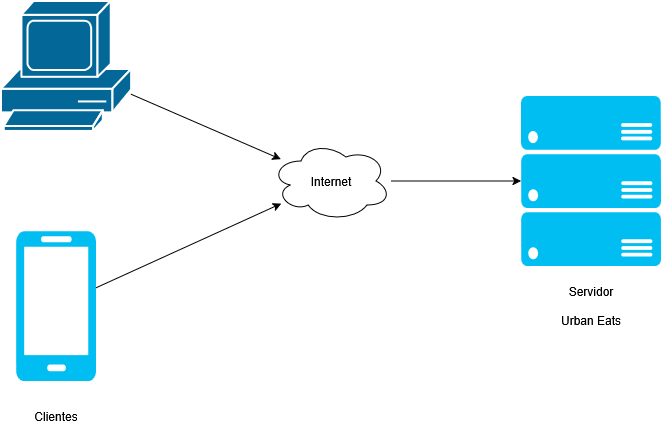 Internet
Servidor
Urban Eats
Clientes